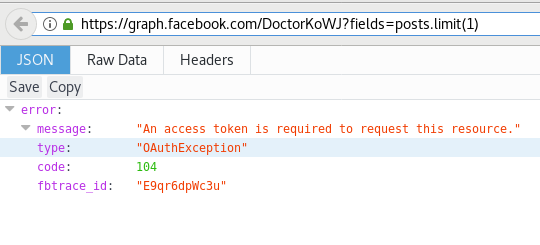 https://graph.facebook.com/DoctorKoWJ?fields=posts.limit(1)
JSON Raw Data Headers
Save Copy
error:
message: "An access token is required to request this resource."
type: "OAuthException"
code: 104
fbtrace_id: "E9qr6dpWc3u"